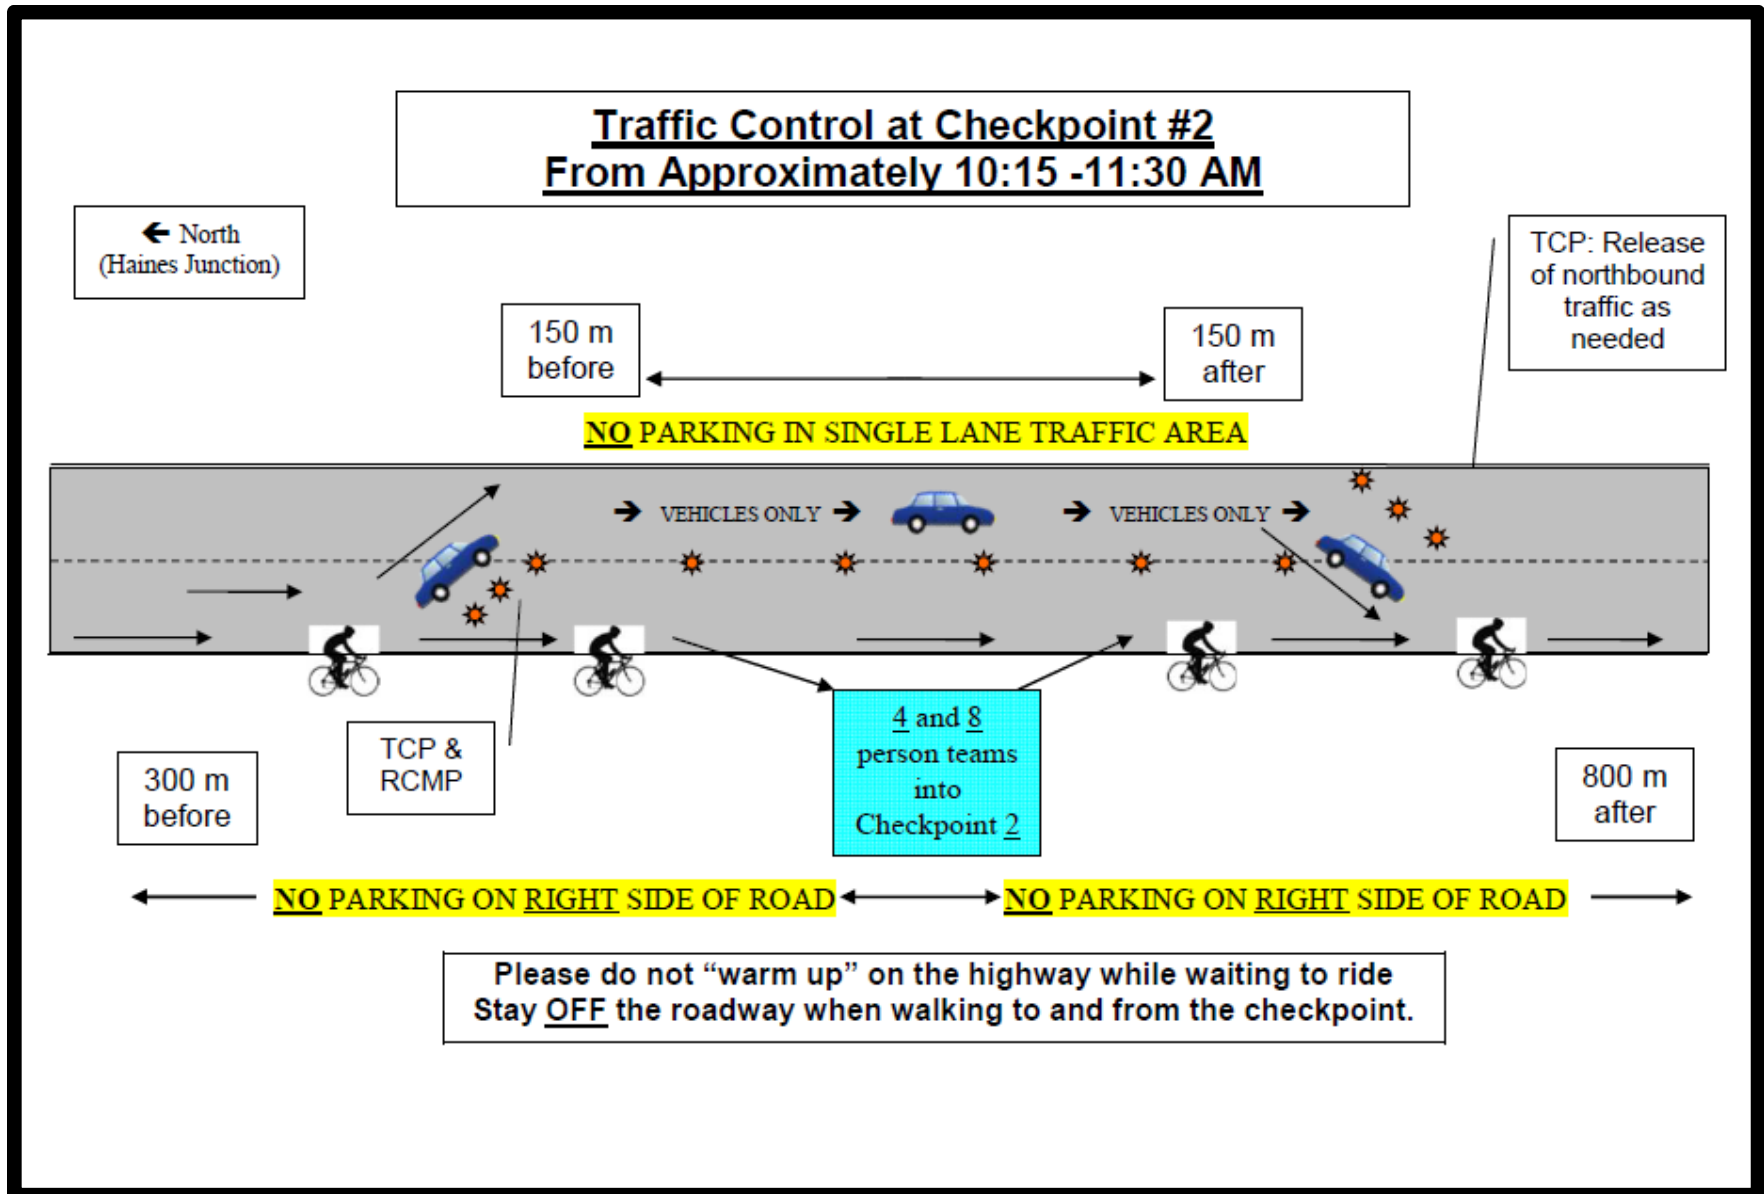 Traffic Control at Checkpoint #2
From Approximately 10:15 -11:30 AM
← North
(Haines Junction)
TCP: Release
of northbound
traffic as
needed
150 m
before
150 m
after
NO PARKING IN SINGLE LANE TRAFFIC AREA
VEHICLES ONLY
VEHICLES ONLY
TCP &
RCMP
300 m
before
4 and 8
person teams
into
Checkpoint 2
800 m
after
NO PARKING ON RIGHT SIDE OF ROAD
NO PARKING ON RIGHT SIDE OF ROAD
Please do not “warm up” on the highway while waiting to ride
Stay OFF the roadway when walking to and from the checkpoint.